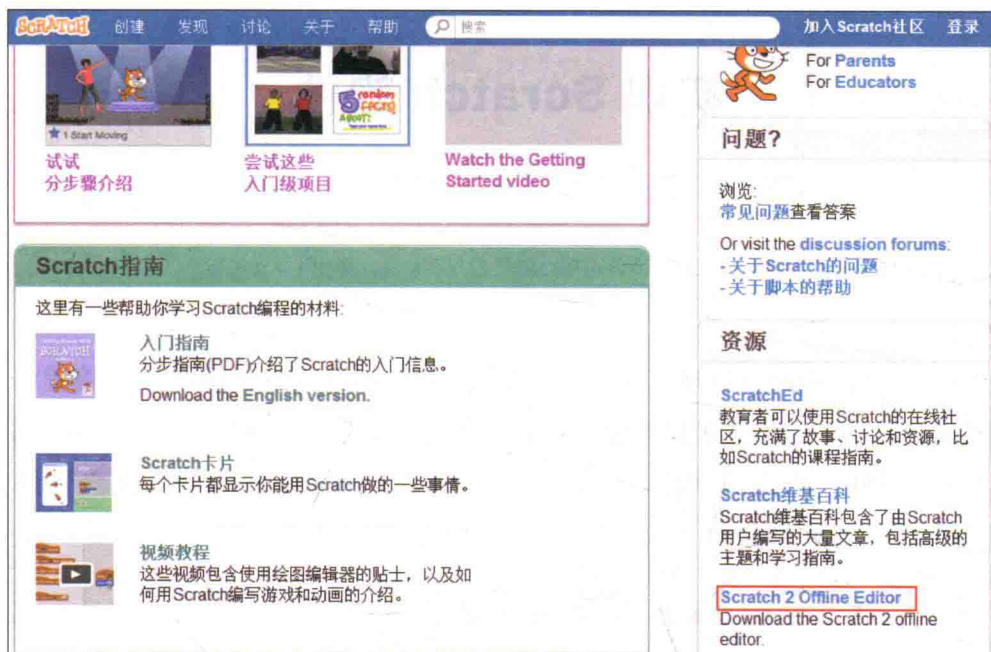 SCRATCH 创建 发现 讨论 关于 帮助 搜索 加入Scratch社区 登录
1 Start Moving
5 random FACTS ABOUT:
试试
分步骤介绍
尝试这些
入门级项目
Watch the Getting
Started video
Scratch指南
这里有一些帮助你学习Scratch编程的材料:
SCRATCH
入门指南
分步指南(PDF)介绍了Scratch的入门信息。
Download the English version.
Scratch卡片
每个卡片都显示你能用Scratch做的一些事情。
视频教程
这些视频包含使用绘图编辑器的贴士，以及如
何用Scratch编写游戏和动画的介绍。
For Parents
For Educators
问题?
浏览:
常见问题查看答案
Or visit the discussion forums:
-关于Scratch的问题
-关于脚本的帮助
资源
ScratchEd
教育者可以使用Scratch的在线社
区，充满了故事、讨论和资源，比
如Scratch的课程指南。
Scratch维基百科
Scratch维基百科包含了由Scratch
用户编写的大量文章，包括高级的
主题和学习指南。
Scratch 2 Offline Editor
Download the Scratch 2 offline
editor.